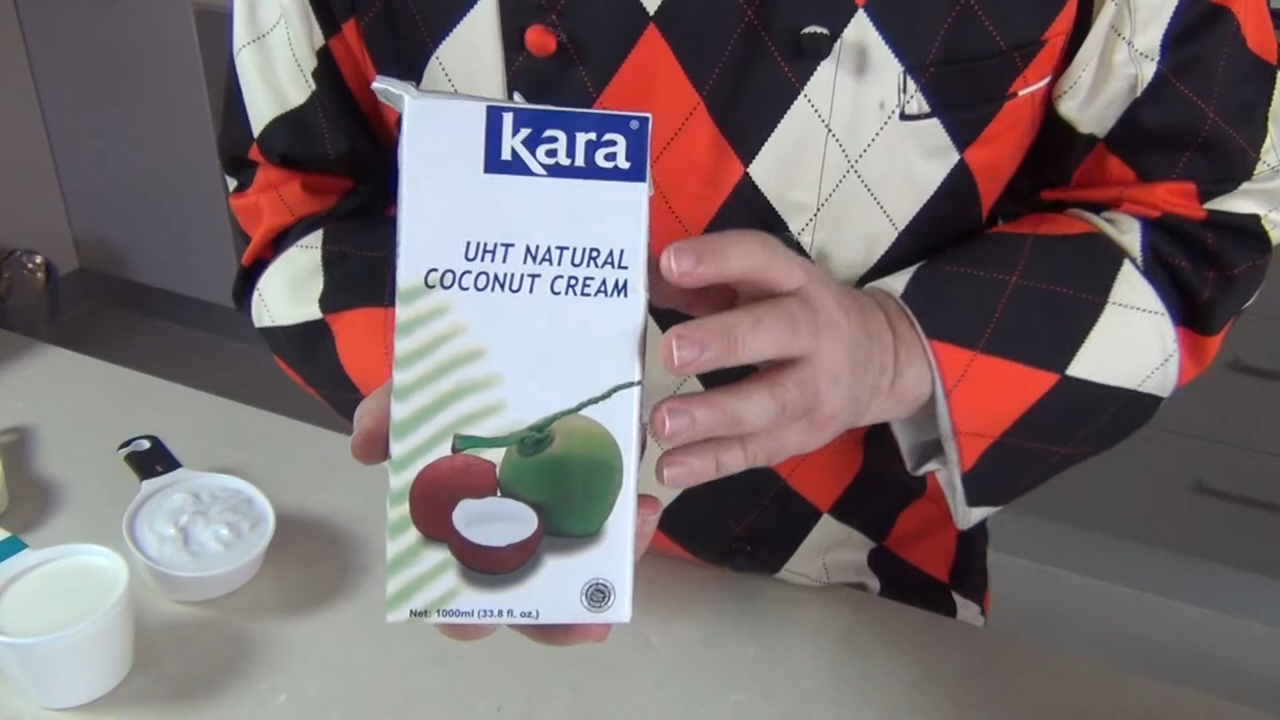 kara®
UHT NATURAL
COCONUT CREAM
Net: 1000ml (33.8 fl. oz.)